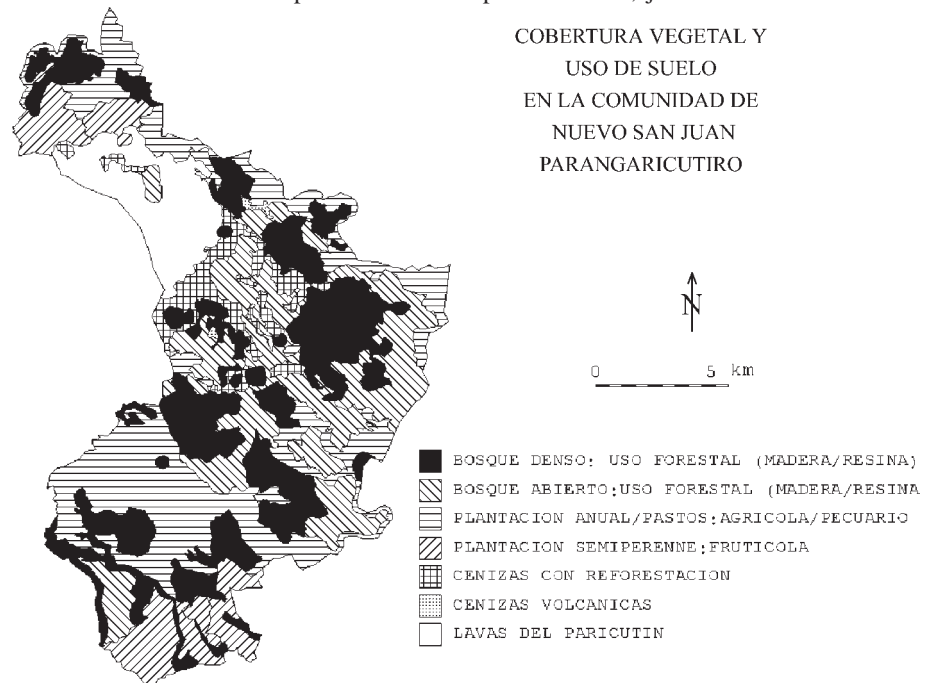 COBERTURA VEGETAL Y
USO DE SUELO
EN LA COMUNIDAD DE
NUEVO SAN JUAN
PARANGARICUTIRO
N
0 5 km
BOSQUE DENSO: USO FORESTAL (MADERA/RESINA)
BOSQUE ABIERTO:USO FORESTAL (MADERA/RESINA
PLANTACION ANUAL/PASTOS:AGRICOLA/PECUARIO
PLANTACION SEMIPERENNE:FRUTICOLA
CENIZAS CON REFORESTACION
CENIZAS VOLCANICAS
LAVAS DEL PARICUTIN